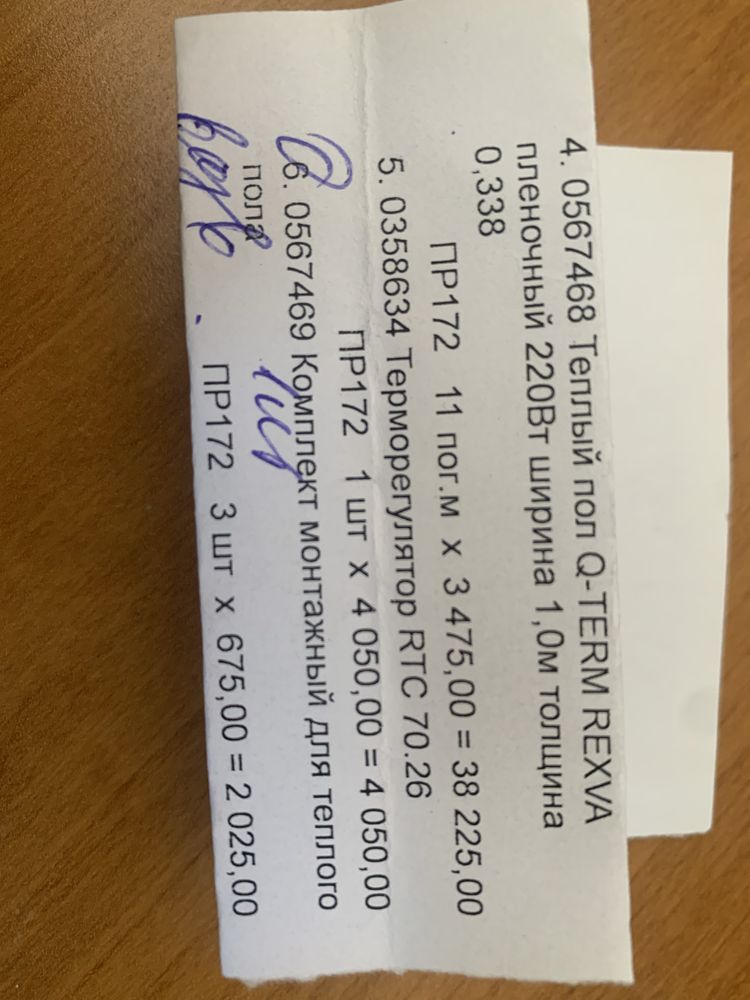 4. 0567468 Теплый пол Q-TERM REXVA
пленочный 220Вт ширина 1,0м толщина
0,338
ПР172 11 пог.м х 3 475,00 = 38 225,00
5. 0358634 Терморегулятор RTC 70.26
ПР172 1 шт х 4 050,00 = 4 050,00
6. 0567469 Комплект монтажный для теплого
пола
ПР172 3 шт х 675,00 = 2 025,00